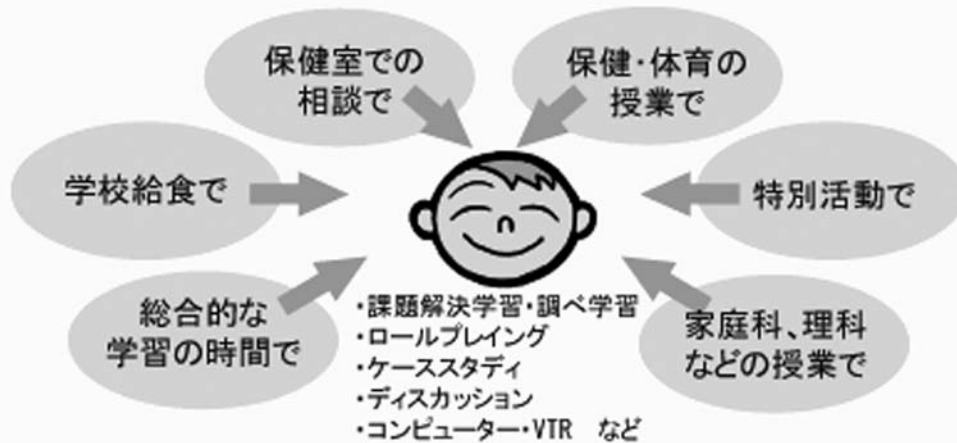 保健室での
相談で
保健・体育の
授業で
学校給食で
特別活動で
総合的な
学習の時間で
家庭科、理科
などの授業で
・課題解決学習・調べ学習
・ロールプレイング
・ケーススタディ
・ディスカッション
・コンピューター・VTR など